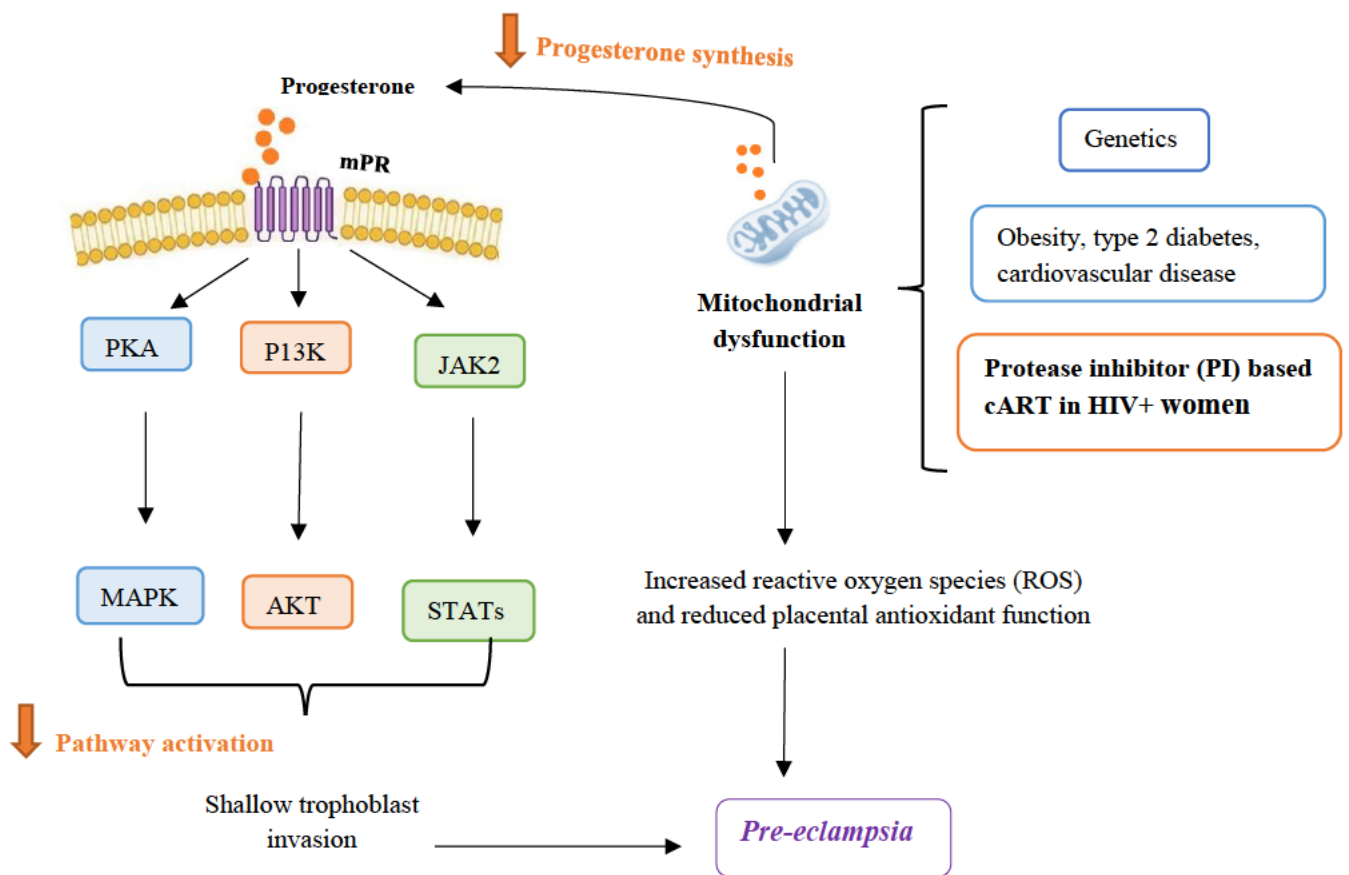 Progesterone synthesis
Progesterone
mPR
Genetics
Obesity, type 2 diabetes,
cardiovascular disease
Mitochondrial
dysfunction
Protease inhibitor (PI) based
cART in HIV+ women
PKA
P13K
JAK2
MAPK
AKT
STATs
Increased reactive oxygen species (ROS)
and reduced placental antioxidant function
Pathway activation
Shallow trophoblast
invasion
Pre-eclampsia